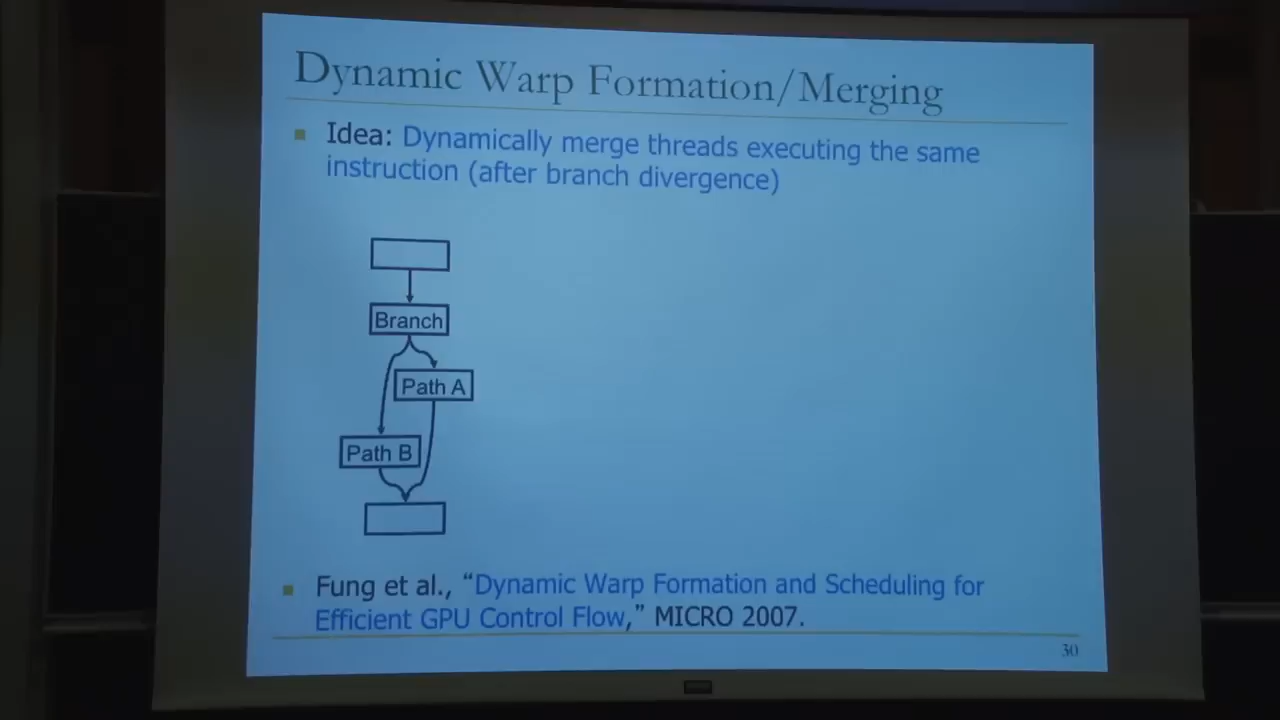 Dynamic Warp Formation/Merging
Idea: Dynamically merge threads executing the same
instruction (after branch divergence)
Branch
Path A
Path B
Fung et al., “Dynamic Warp Formation and Scheduling for
Efficient GPU Control Flow,” MICRO 2007.
30